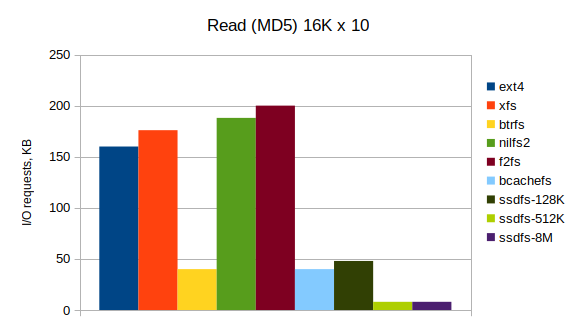 Read (MD5) 16K x 10
I/O requests, KB
250
200
150
100
50
0
ext4
xfs
btrfs
nilfs2
f2fs
bcachefs
ssdfs-128K
ssdfs-512K
ssdfs-8M